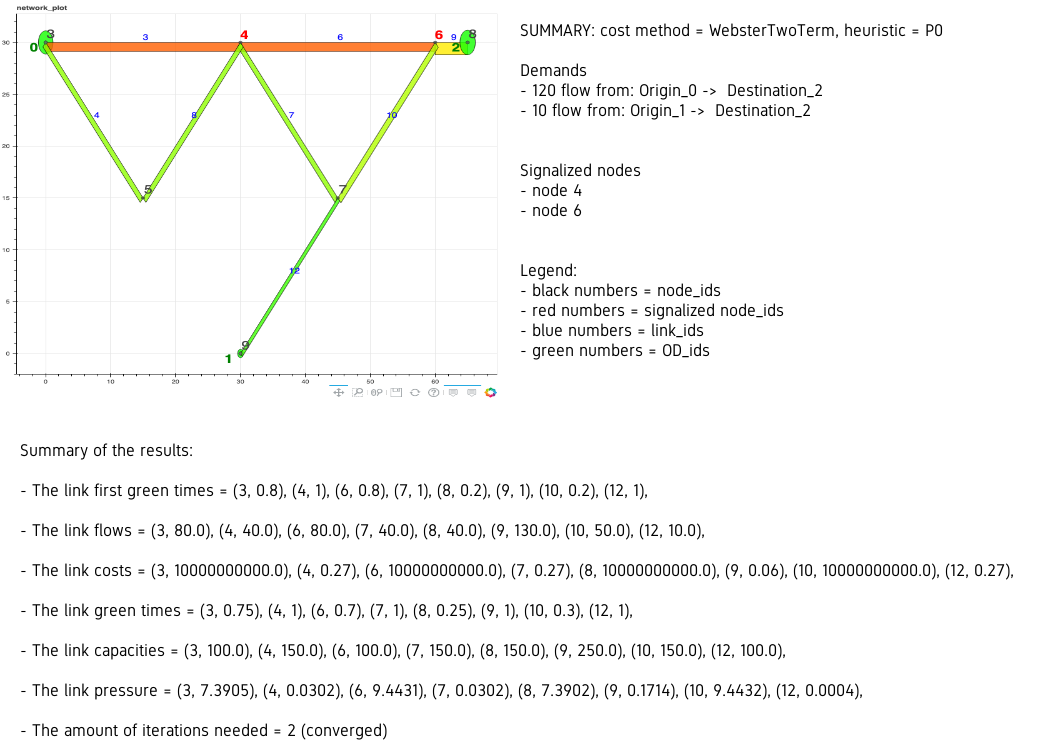 network_plot
3
3
4
6
6
9
8
0
2
30
25
4
8
7
10
20
5
7
15
10
12
5
9
1
0
0
10
20
30
40
50
60
SUMMARY: cost method = WebsterTwoTerm, heuristic = P0
Demands
- 120 flow from: Origin_0 -> Destination_2
- 10 flow from: Origin_1 -> Destination_2
Signalized nodes
- node 4
- node 6
Legend:
- black numbers = node_ids
- red numbers = signalized node_ids
- blue numbers = link_ids
- green numbers = OD_ids
Summary of the results:
- The link first green times = (3, 0.8), (4, 1), (6, 0.8), (7, 1), (8, 0.2), (9, 1), (10, 0.2), (12, 1),
- The link flows = (3, 80.0), (4, 40.0), (6, 80.0), (7, 40.0), (8, 40.0), (9, 130.0), (10, 50.0), (12, 10.0),
- The link costs = (3, 10000000000.0), (4, 0.27), (6, 10000000000.0), (7, 0.27), (8, 10000000000.0), (9, 0.06), (10, 10000000000.0), (12, 0.27),
- The link green times = (3, 0.75), (4, 1), (6, 0.7), (7, 1), (8, 0.25), (9, 1), (10, 0.3), (12, 1),
- The link capacities = (3, 100.0), (4, 150.0), (6, 100.0), (7, 150.0), (8, 150.0), (9, 250.0), (10, 150.0), (12, 100.0),
- The link pressure = (3, 7.3905), (4, 0.0302), (6, 9.4431), (7, 0.0302), (8, 7.3902), (9, 0.1714), (10, 9.4432), (12, 0.0004),
- The amount of iterations needed = 2 (converged)